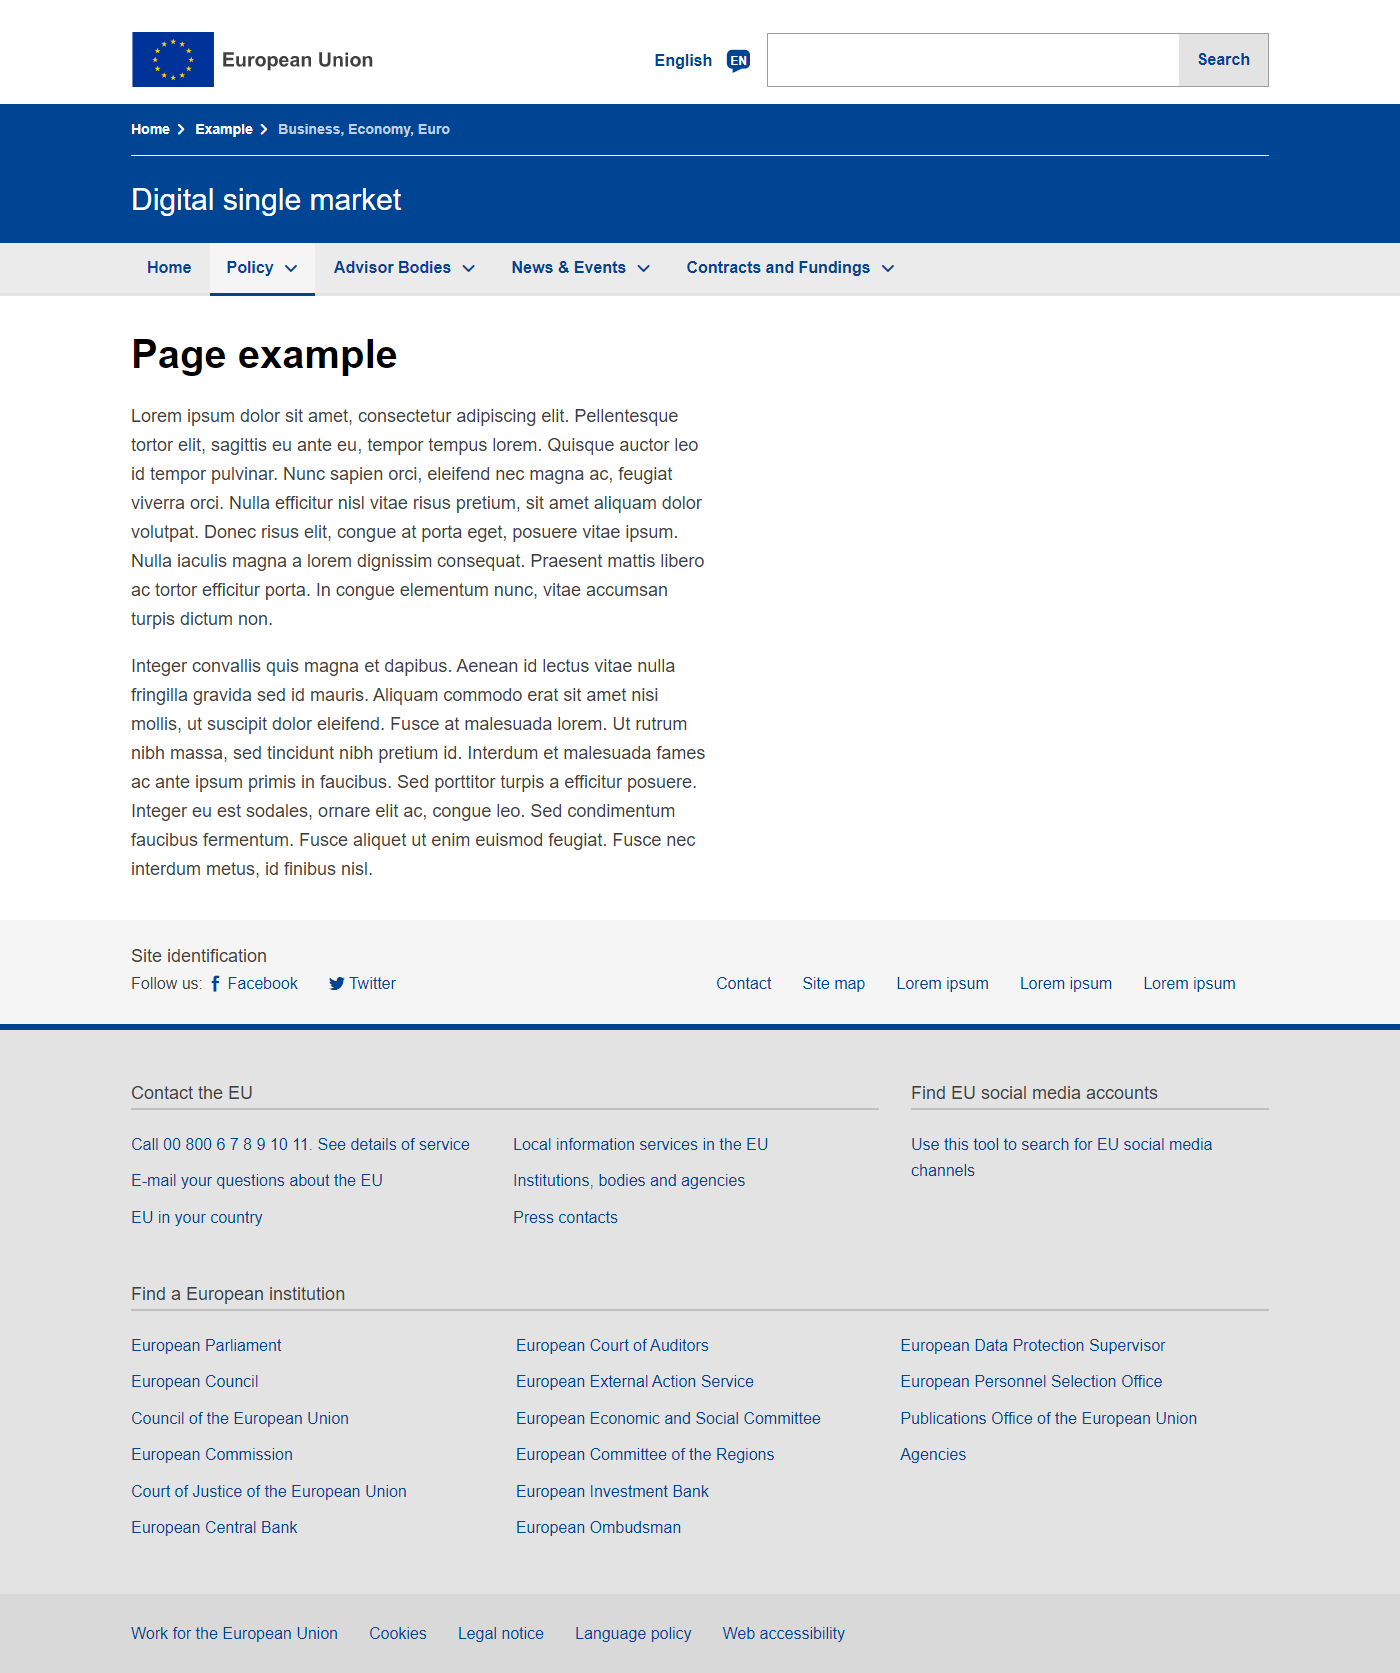 European Union
English EN
Search
Home Example Business, Economy, Euro
Digital single market
Home Policy Advisor Bodies News & Events Contracts and Fundings
Page example
Lorem ipsum dolor sit amet, consectetur adipiscing elit. Pellentesque
tortor elit, sagittis eu ante eu, tempor tempus lorem. Quisque auctor leo
id tempor pulvinar. Nunc sapien orci, eleifend nec magna ac, feugiat
viverra orci. Nulla efficitur nisl vitae risus pretium, sit amet aliquam dolor
volutpat. Donec risus elit, congue at porta eget, posuere vitae ipsum.
Nulla iaculis magna a lorem dignissim consequat. Praesent mattis libero
ac tortor efficitur porta. In congue elementum nunc, vitae accumsan
turpis dictum non.
Integer convallis quis magna et dapibus. Aenean id lectus vitae nulla
fringilla gravida sed id mauris. Aliquam commodo erat sit amet nisi
mollis, ut suscipit dolor eleifend. Fusce at malesuada lorem. Ut rutrum
nibh massa, sed tincidunt nibh pretium id. Interdum et malesuada fames
ac ante ipsum primis in faucibus. Sed porttitor turpis a efficitur posuere.
Integer eu est sodales, ornare elit ac, congue leo. Sed condimentum
faucibus fermentum. Fusce aliquet ut enim euismod feugiat. Fusce nec
interdum metus, id finibus nisl.
Site identification
Follow us: Facebook Twitter
Contact Site map Lorem ipsum Lorem ipsum Lorem ipsum
Contact the EU
Call 00 800 6 7 8 9 10 11. See details of service
E-mail your questions about the EU
EU in your country
Local information services in the EU
Institutions, bodies and agencies
Press contacts
Find EU social media accounts
Use this tool to search for EU social media
channels
Find a European institution
European Parliament
European Council
Council of the European Union
European Commission
Court of Justice of the European Union
European Central Bank
European Court of Auditors
European External Action Service
European Economic and Social Committee
European Committee of the Regions
European Investment Bank
European Ombudsman
European Data Protection Supervisor
European Personnel Selection Office
Publications Office of the European Union
Agencies
Work for the European Union Cookies Legal notice Language policy Web accessibility